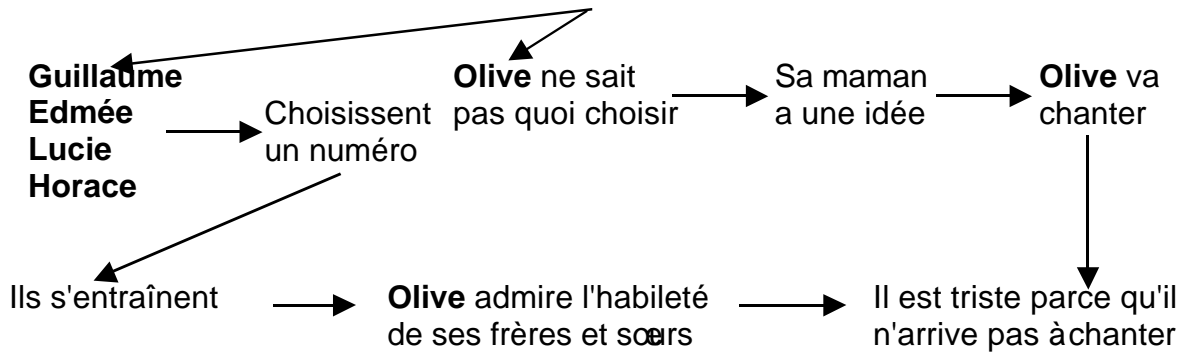 Guillaume
Edmée
Lucie
Horace
Choisissent
un numéro
Olive ne sait
pas quoi choisir
Sa maman
a une idée
Olive va
chanter
Ils s'entraînent
Olive admire l'habileté
de ses frères et sœurs
Il est triste parce qu'il
n'arrive pas à chanter